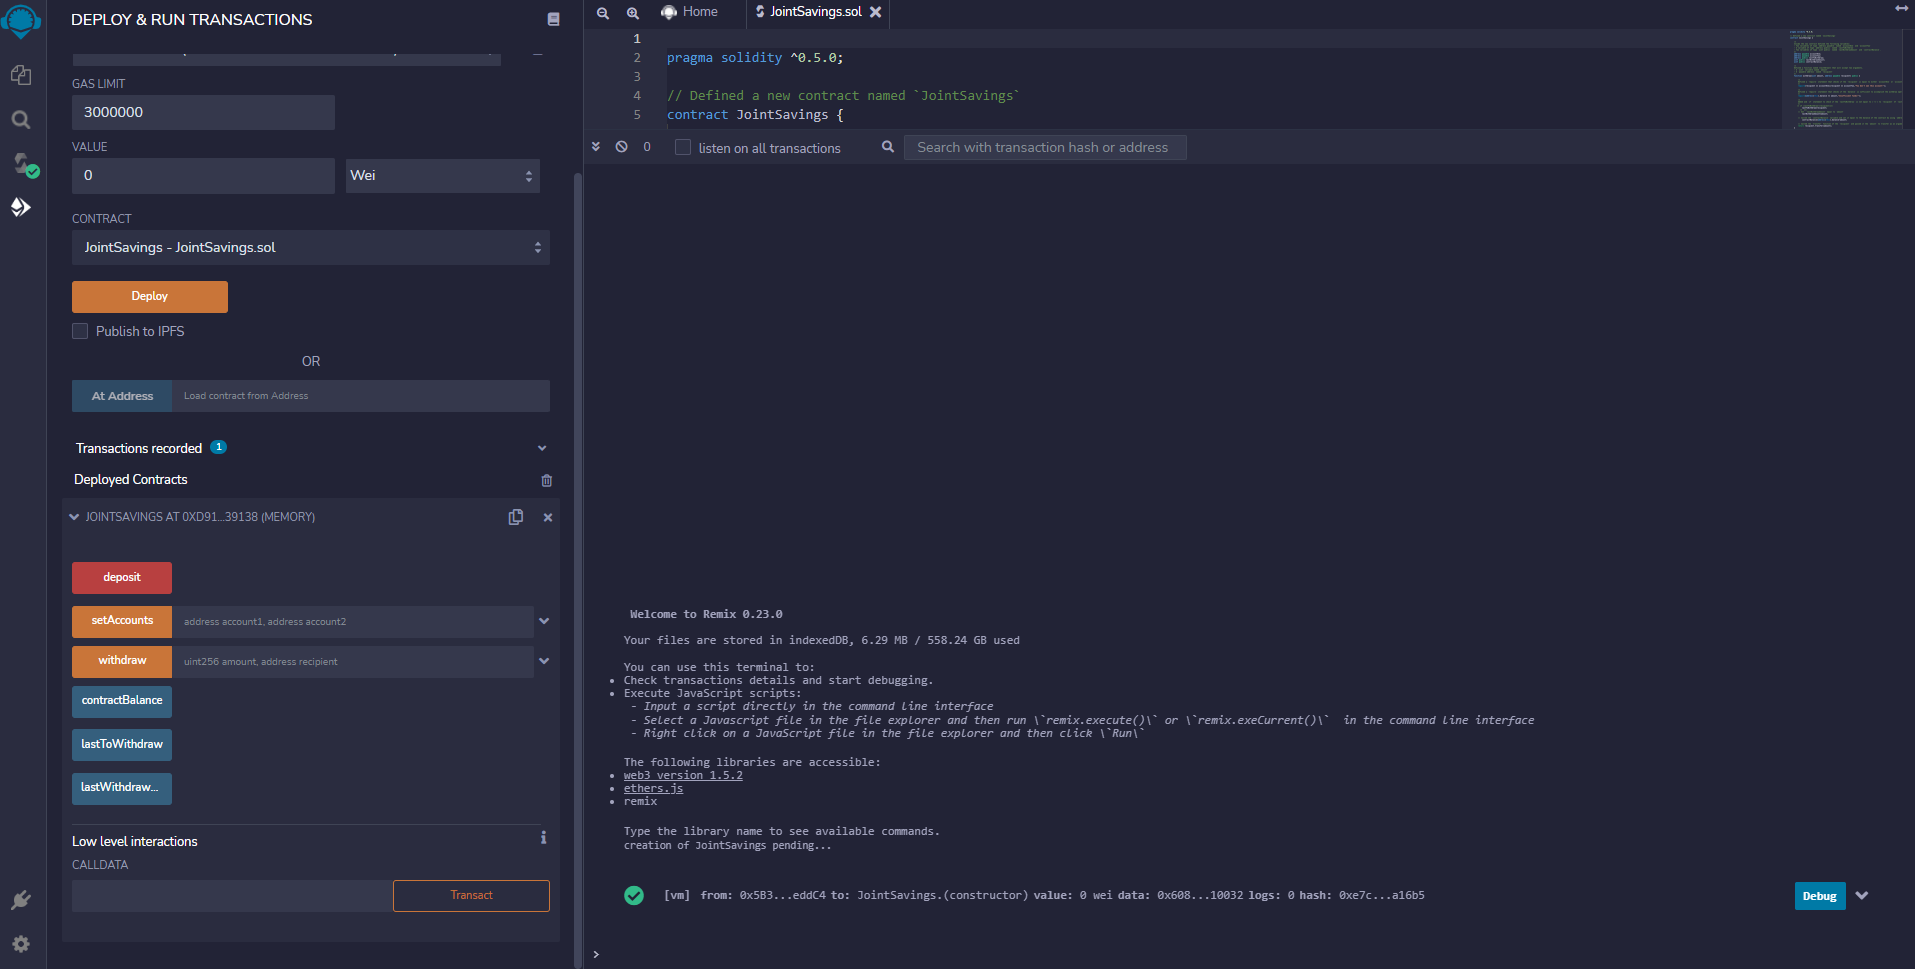 DEPLOY & RUN TRANSACTIONS
GAS LIMIT
3000000
VALUE
0
Wei
CONTRACT
JointSavings - JointSavings.sol
Deploy
Publish to IPFS
OR
At Address
Load contract from Address
Transactions recorded 1
Deployed Contracts
JOINTSAVINGS AT 0XD91...39138 (MEMORY)
deposit
setAccounts
address account1, address account2
withdraw
uint256 amount, address recipient
contractBalance
lastToWithdraw
lastWithdraw...
Low level interactions
CALLDATA
Transact
Home
JointSavings.sol
1
2 pragma solidity ^0.5.0;
3
4 // Defined a new contract named `JointSavings`
5 contract JointSavings {
0
listen on all transactions
Search with transaction hash or address
Welcome to Remix 0.23.0
Your files are stored in indexedDB, 6.29 MB / 558.24 GB used
You can use this terminal to:
• Check transactions details and start debugging.
• Execute JavaScript scripts:
- Input a script directly in the command line interface
- Select a Javascript file in the file explorer and then run \`remix.execute()\` or \`remix.exeCurrent()\` in the command line interface
- Right click on a JavaScript file in the file explorer and then click \`Run\`
The following libraries are accessible:
• web3 version 1.5.2
• ethers.js
• remix
Type the library name to see available commands.
creation of JointSavings pending...
[vm] from: 0x5B3...eddC4 to: JointSavings.(constructor) value: 0 wei data: 0x608...10032 logs: 0 hash: 0xe7c...a16b5
Debug
>